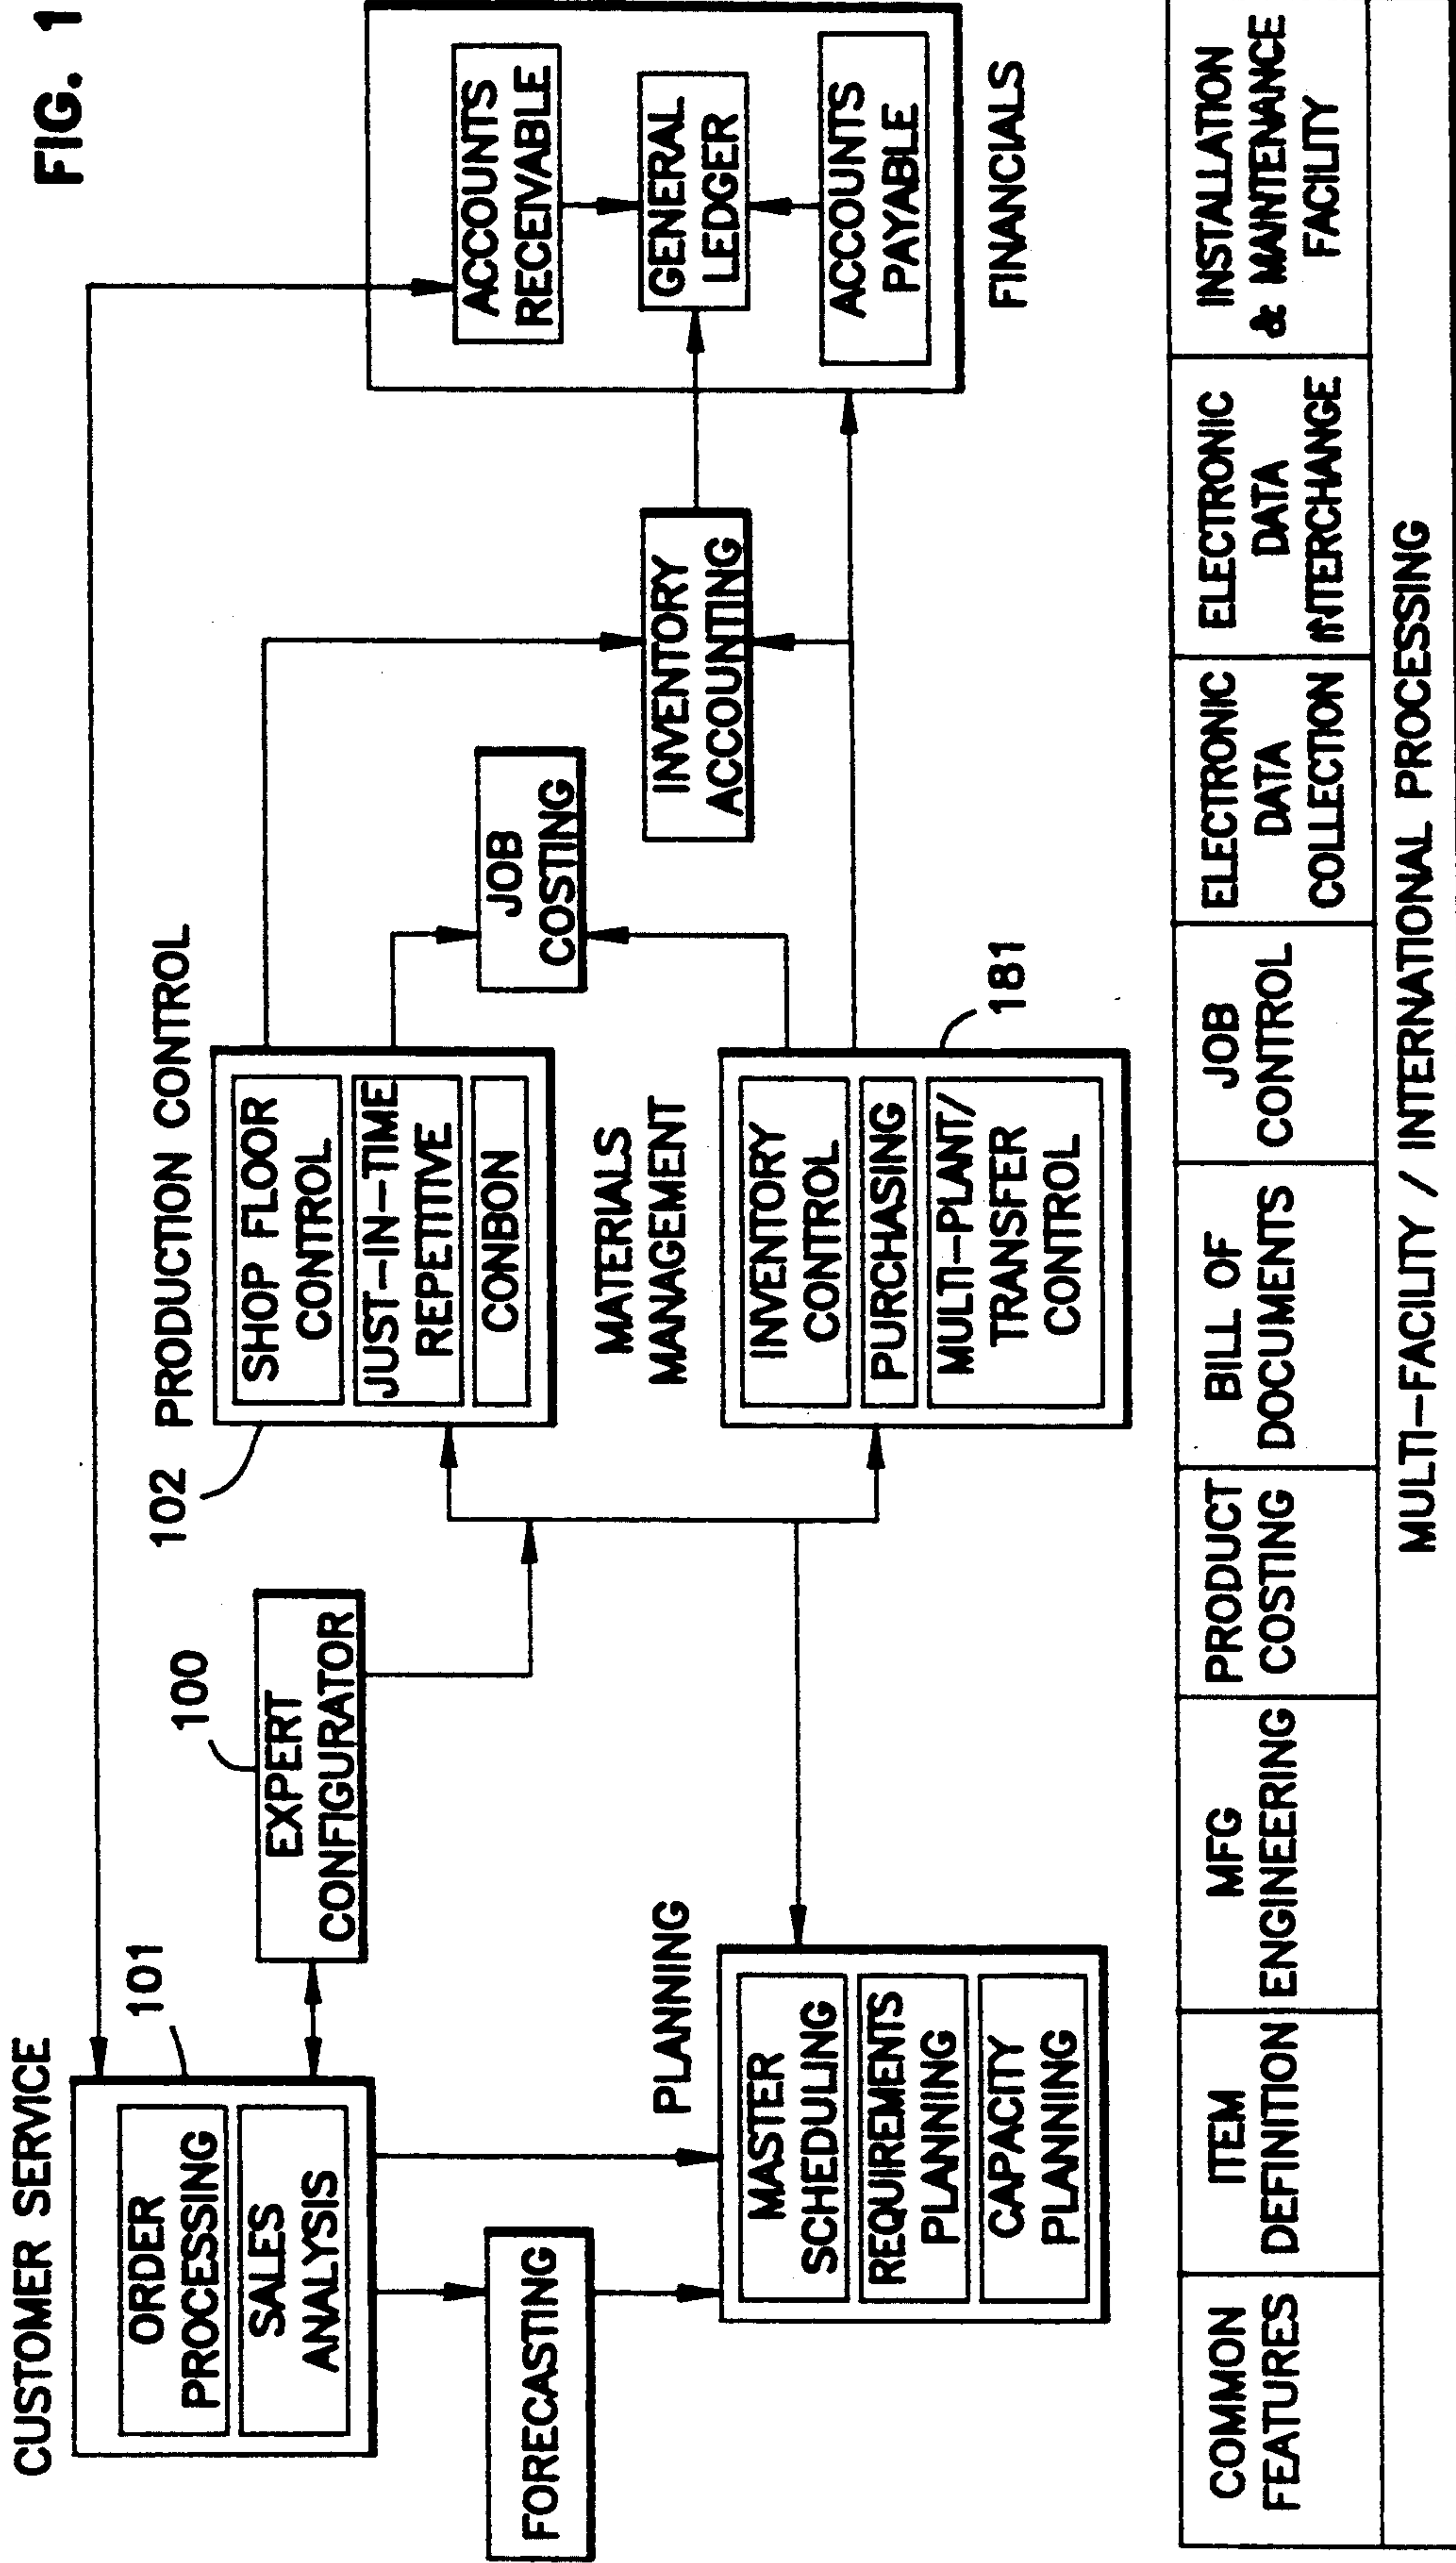 FIG. 1
CUSTOMER SERVICE
101
ORDER
PROCESSING
SALES
ANALYSIS
FORECASTING
100
EXPERT
CONFIGURATOR
PLANNING
MASTER
SCHEDULING
REQUIREMENTS
PLANNING
CAPACITY
PLANNING
102
PRODUCTION CONTROL
SHOP FLOOR
CONTROL
JUST-IN-TIME
REPETITIVE
CONBON
MATERIALS
MANAGEMENT
INVENTORY
CONTROL
PURCHASING
MULTI-PLANT/
TRANSFER
CONTROL
181
JOB
COSTING
INVENTORY
ACCOUNTING
ACCOUNTS
RECEIVABLE
GENERAL
LEDGER
ACCOUNTS
PAYABLE
FINANCIALS
COMMON
FEATURES
ITEM
DEFINITION
MFG
ENGINEERING
PRODUCT
COSTING
BILL OF
DOCUMENTS
JOB
CONTROL
ELECTRONIC
DATA
COLLECTION
ELECTRONIC
DATA
INTERCHANGE
INSTALLATION
& MAINTENANCE
FACILITY
MULTI-FACILITY / INTERNATIONAL PROCESSING